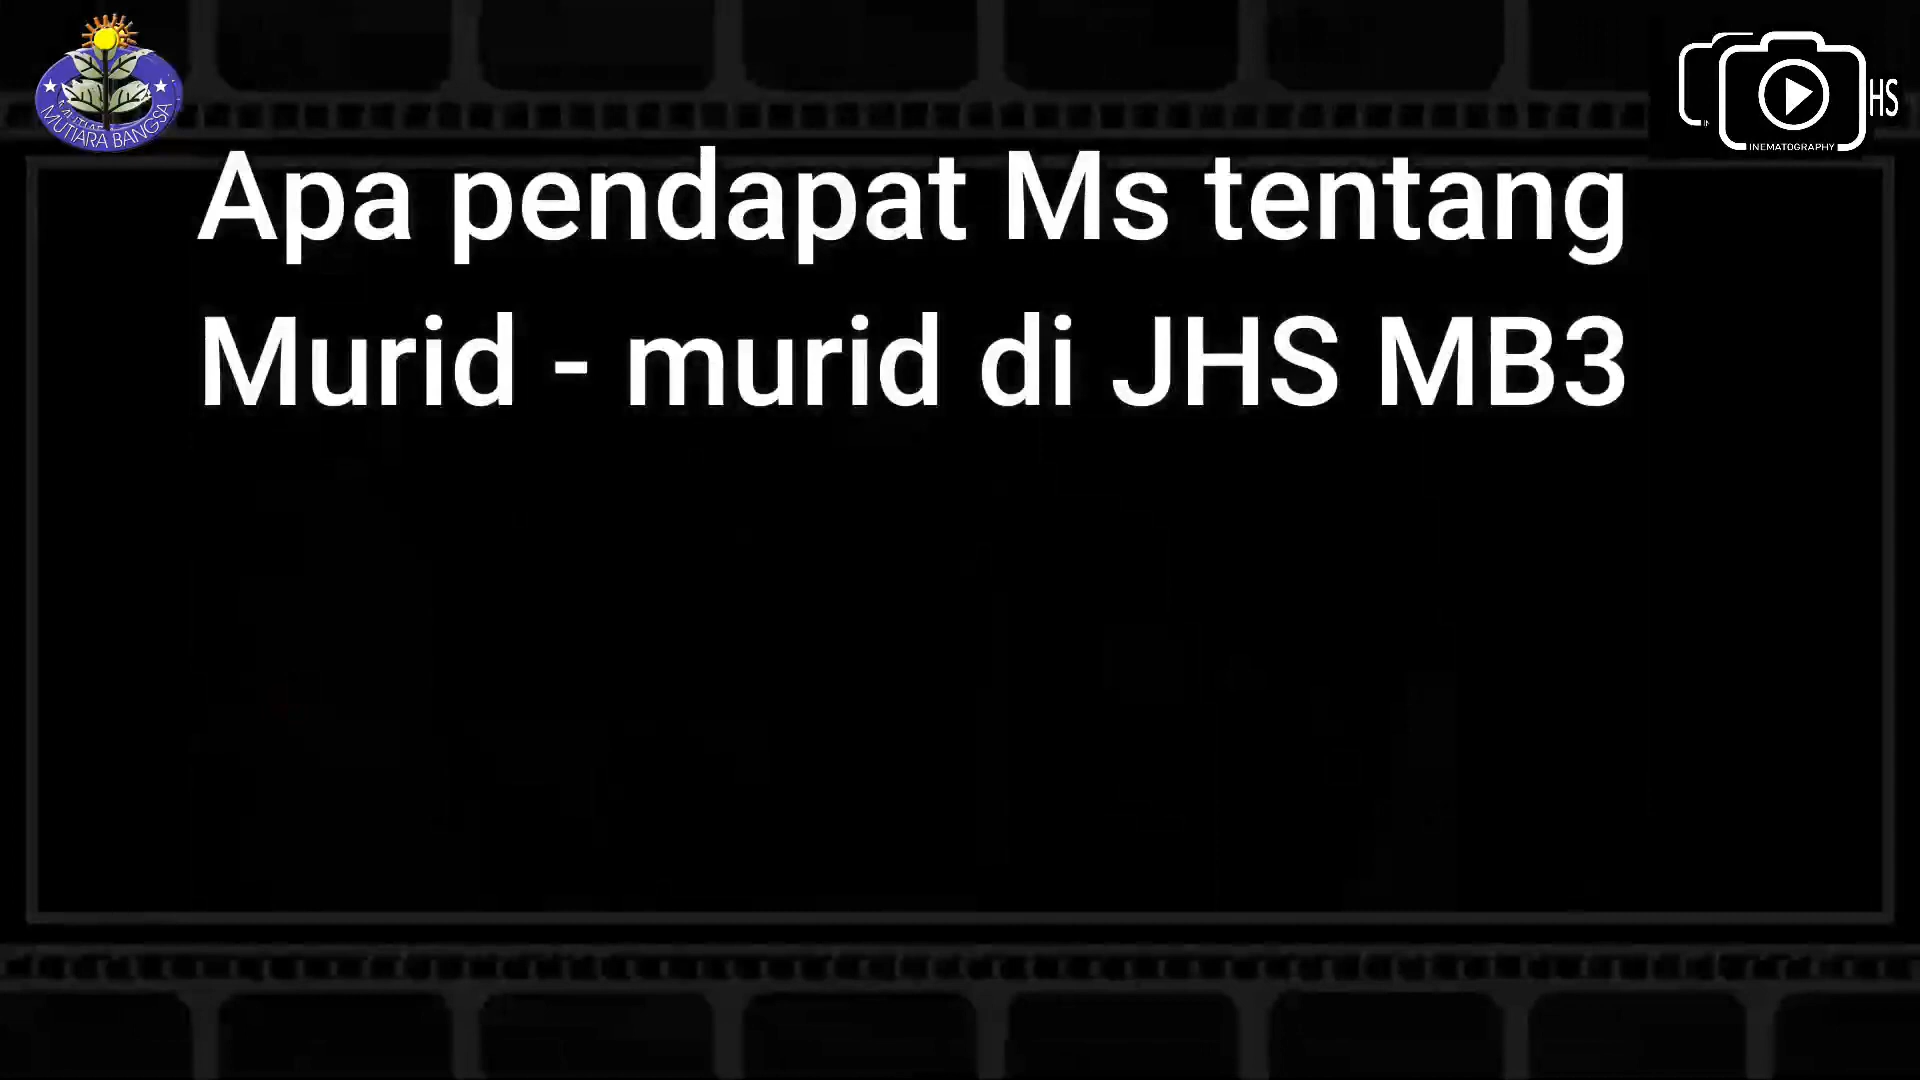 MUTIARA BANGSA
HS
INEMATOGRAPHY
Apa pendapat Ms tentang
Murid - murid di JHS MB3